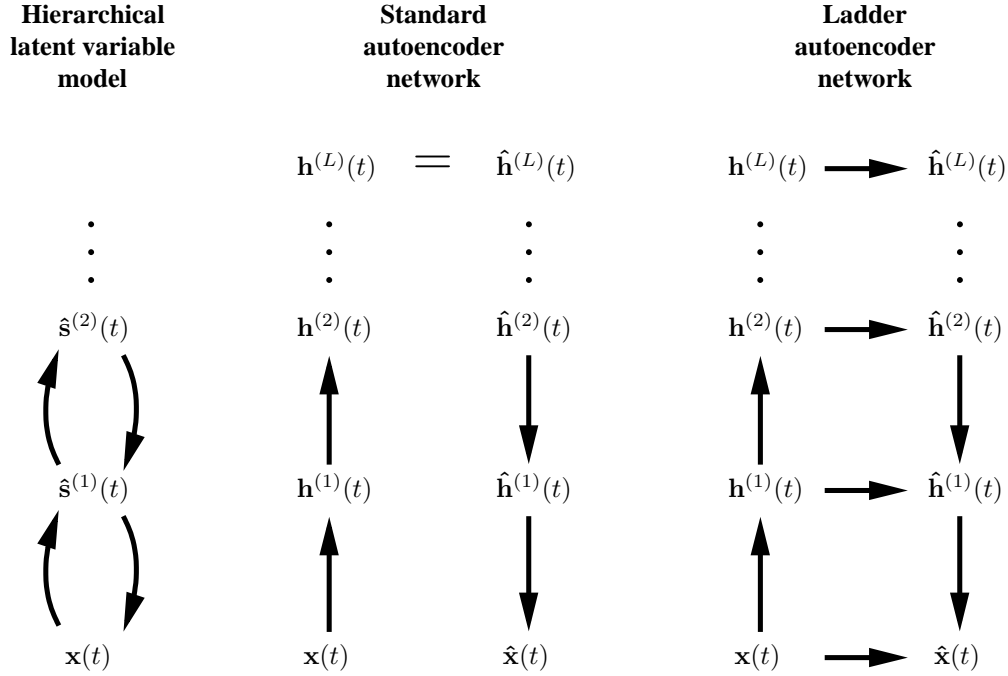 Hierarchical
latent variable
model
Standard
autoencoder
network
Ladder
autoencoder
network
h^{(L)}(t) = ĥ^{(L)}(t)
h^{(L)}(t) ĥ^{(L)}(t)
ŝ^{(2)}(t)
h^{(2)}(t) ĥ^{(2)}(t)
h^{(2)}(t) ĥ^{(2)}(t)
ŝ^{(1)}(t)
h^{(1)}(t) ĥ^{(1)}(t)
h^{(1)}(t) ĥ^{(1)}(t)
x(t)
x(t) x̂(t)
x(t) x̂(t)